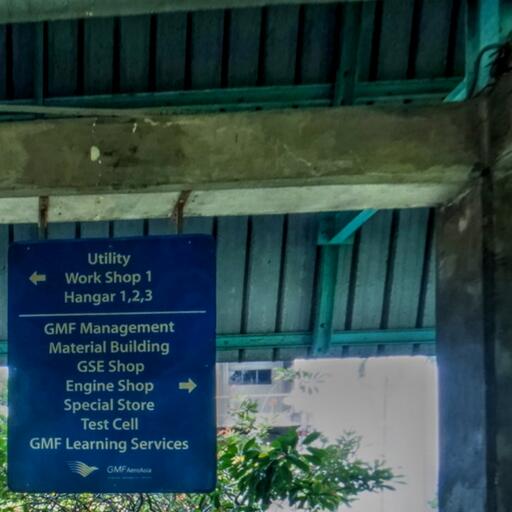 Utility
Work Shop 1
Hangar 1,2,3
GMF Management
Material Building
GSE Shop
Engine Shop
Special Store
Test Cell
GMF Learning Services
GMF AeroAsia